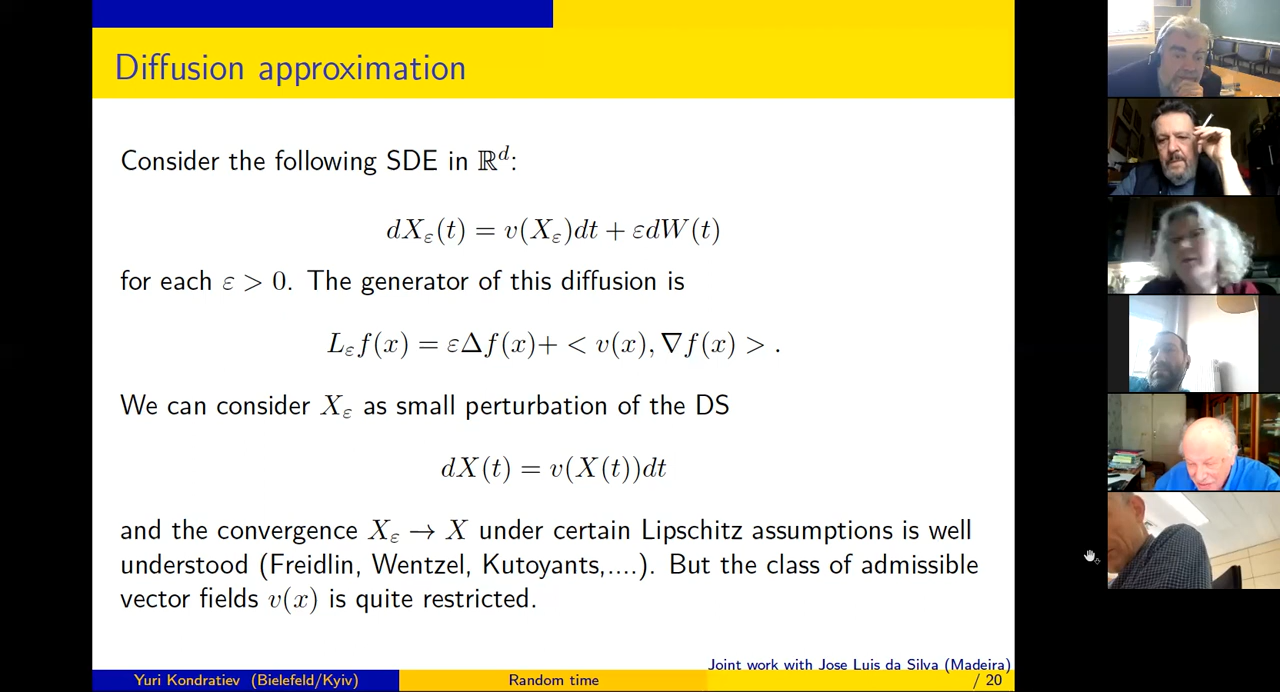 Diffusion approximation
Consider the following SDE in ℝᵈ:
dX_ε(t) = v(X_ε)dt + εdW(t)
for each ε > 0. The generator of this diffusion is
L_ε f(x) = εΔf(x)+ < v(x), ∇f(x) > .
We can consider X_ε as small perturbation of the DS
dX(t) = v(X(t))dt
and the convergence X_ε → X under certain Lipschitz assumptions is well
understood (Freidlin, Wentzel, Kutoyants,....). But the class of admissible
vector fields v(x) is quite restricted.
Joint work with Jose Luis da Silva (Madeira)
Yuri Kondratiev (Bielefeld/Kyiv) Random time / 20